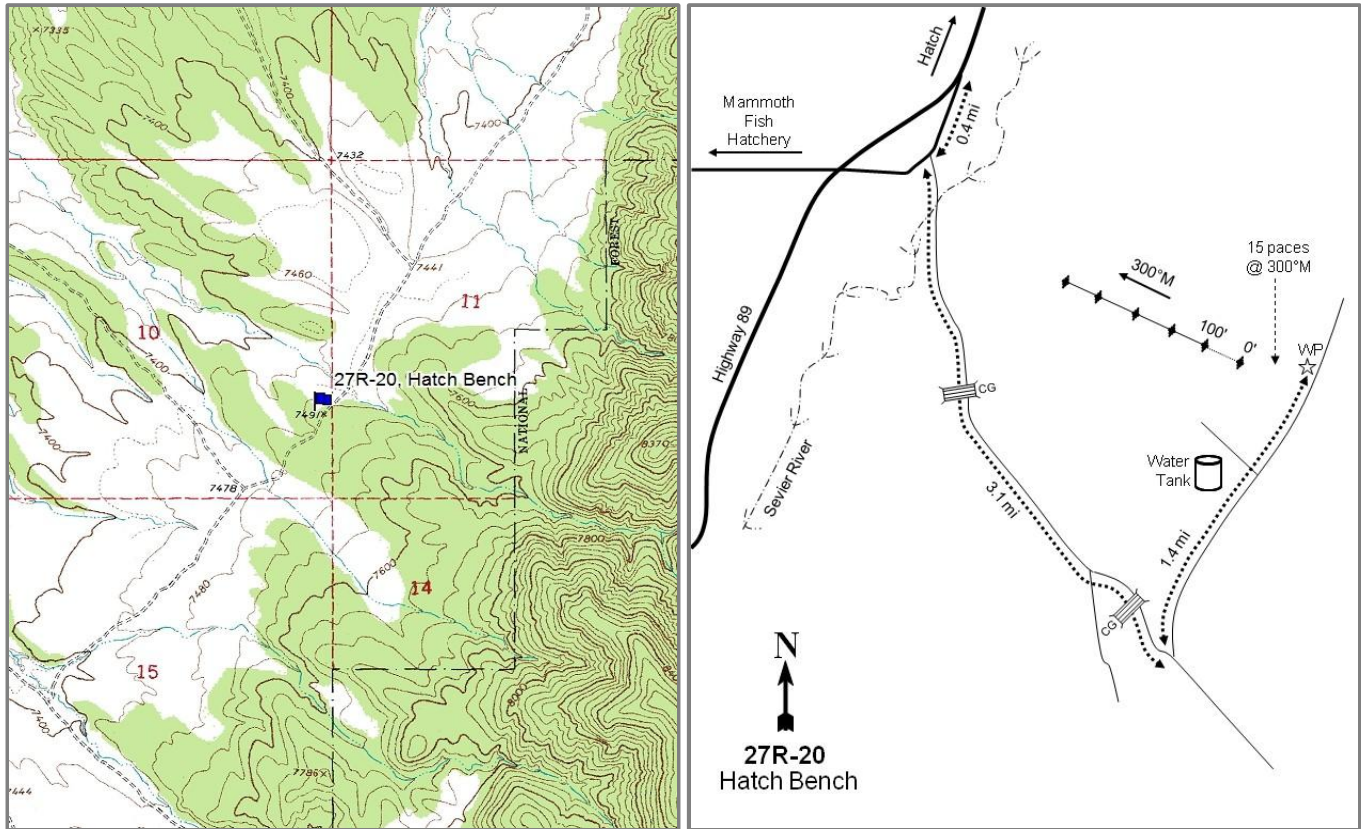 × 7335
7400
7400
7400
7432
7460
7441
FOREST
11
10
7400
27R-20, Hatch Bench
7491×
7600
NATIONAL
8370
7400
7478
7800
7600
14
7480
15
7400
8000
7786×
7444
Hatch
Mammoth
Fish
Hatchery
0.4 mi
15 paces
@ 300°M
300°M
100'
0'
WP
Highway 89
CG
Sevier River
Water
Tank
3.1 mi
1.4 mi
CG
N
27R-20
Hatch Bench